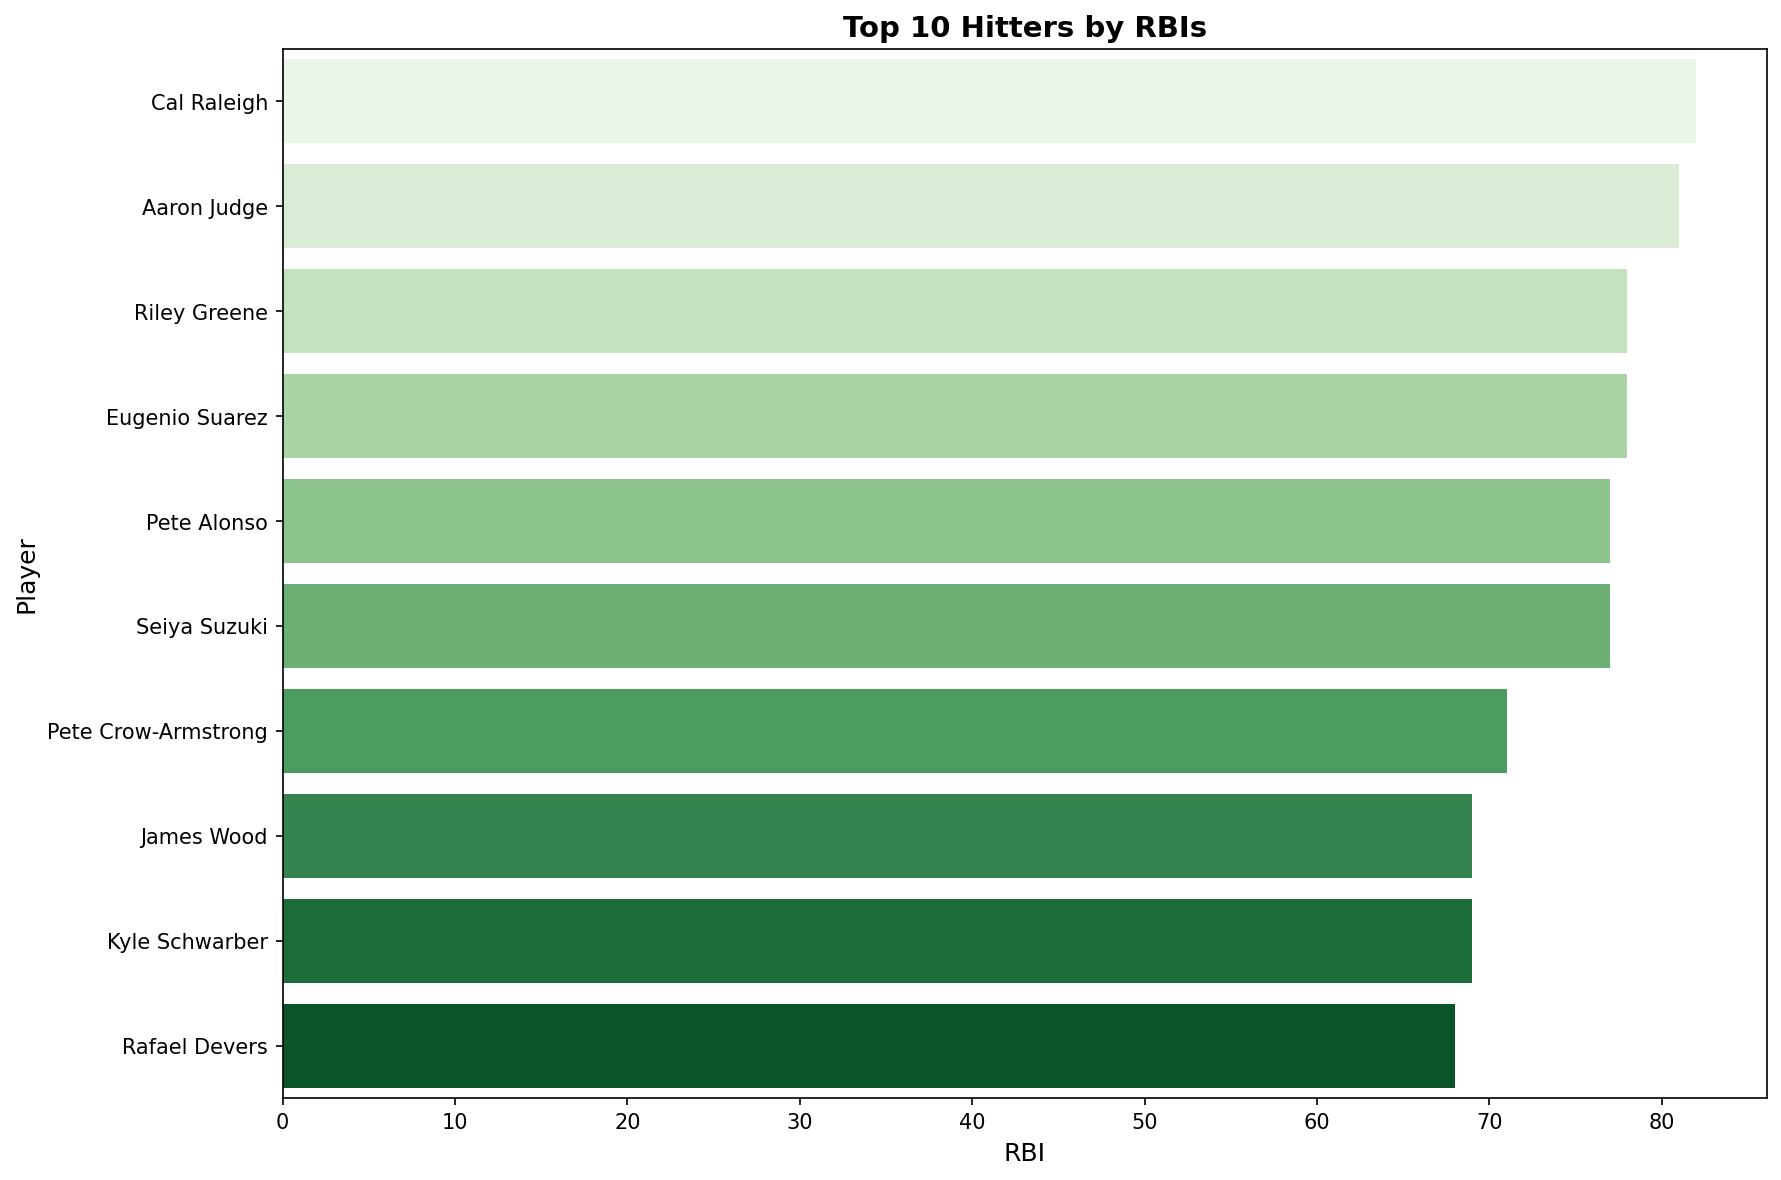 Top 10 Hitters by RBIs
Cal Raleigh
Aaron Judge
Riley Greene
Eugenio Suarez
Pete Alonso
Seiya Suzuki
Pete Crow-Armstrong
James Wood
Kyle Schwarber
Rafael Devers
Player
0 10 20 30 40 50 60 70 80
RBI